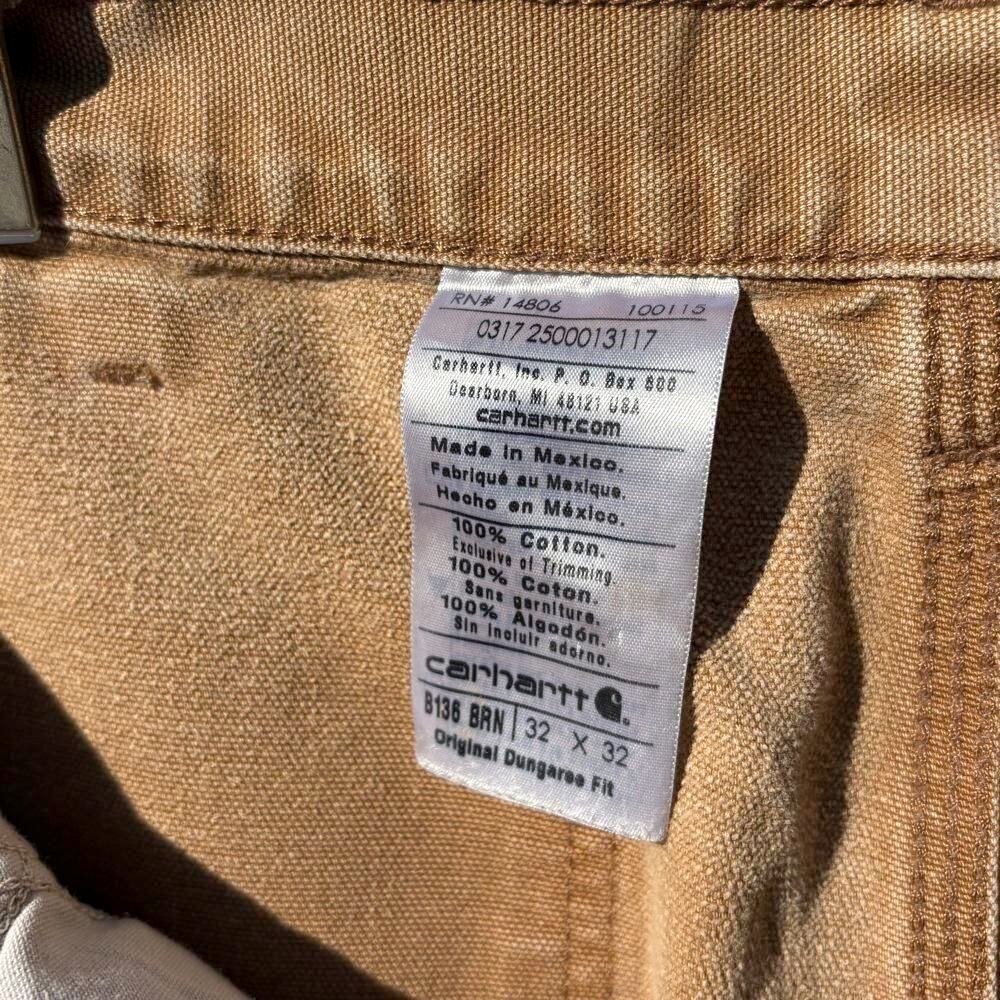 RN# 14806 100115
0317 2500013117
Carhartt, Inc. P. O. Box 600
Dearborn, MI 48121 USA
carhartt.com
Made in Mexico.
Fabriqué au Mexique.
Hecho en México.
100% Cotton.
Exclusive of Trimming.
100% Coton.
Sans garniture.
100% Algodón.
Sin incluir adorno.
carhartt
B136 BRN | 32 X 32
Original Dungaree Fit